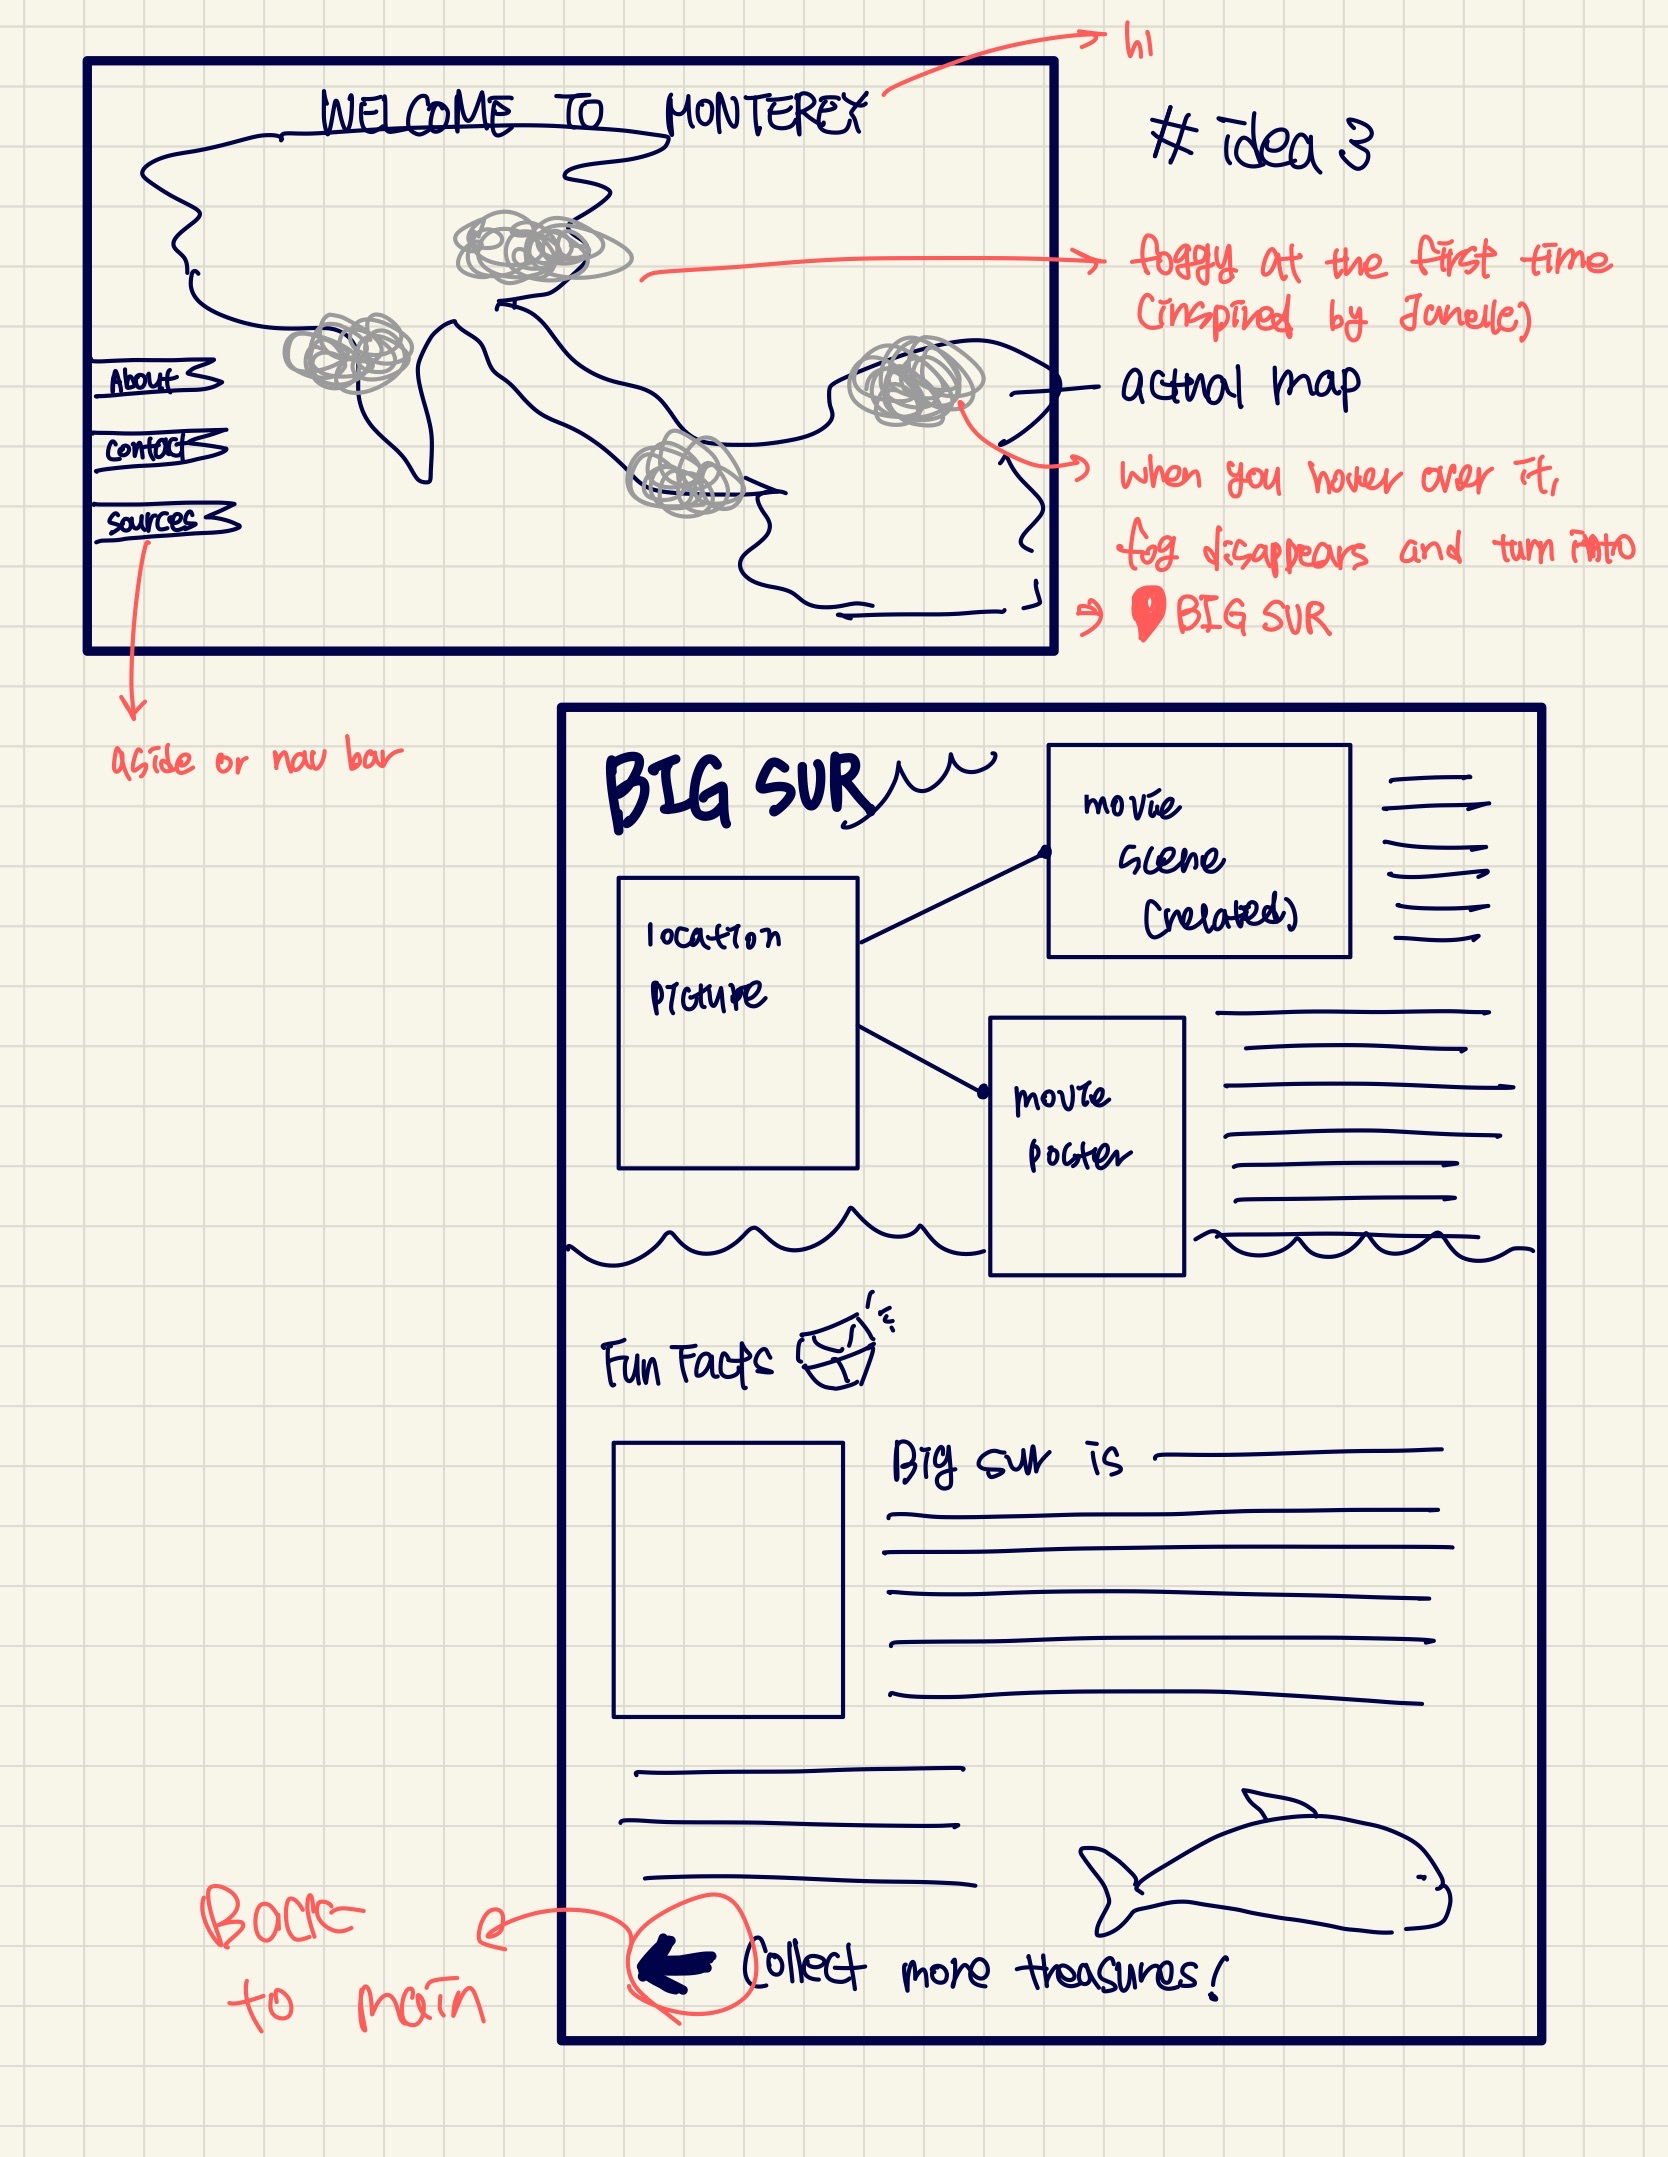 h1
WELCOME TO MONTEREY
# idea 3
foggy at the first time
(inspired by Janelle)
About
actual map
contact
when you hover over it,
sources
fog disappears and turn into
BIG SUR
aside or nav bar
BIG SUR
movie
scene
(related)
location
picture
movie
poster
Fun Facts
Big sur is
Back
to main
Collect more treasures!